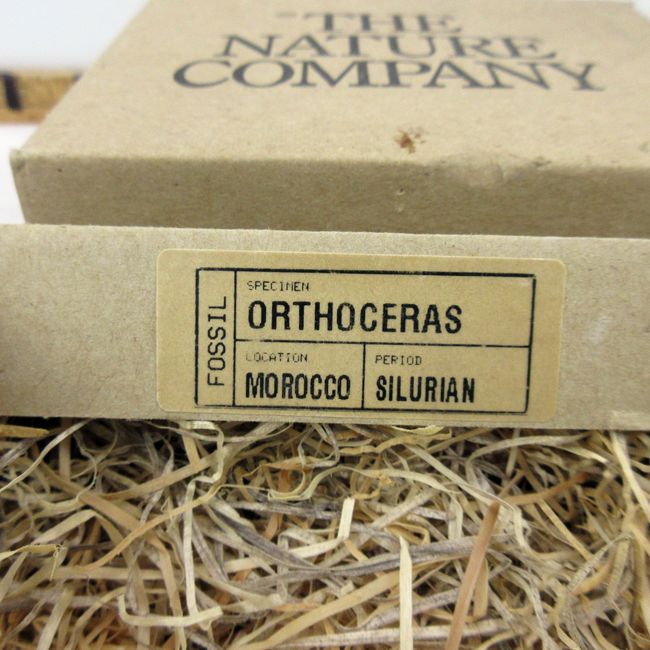 THE
NATURE
COMPANY
FOSSIL
SPECIMEN
ORTHOCERAS
LOCATION
MOROCCO
PERIOD
SILURIAN